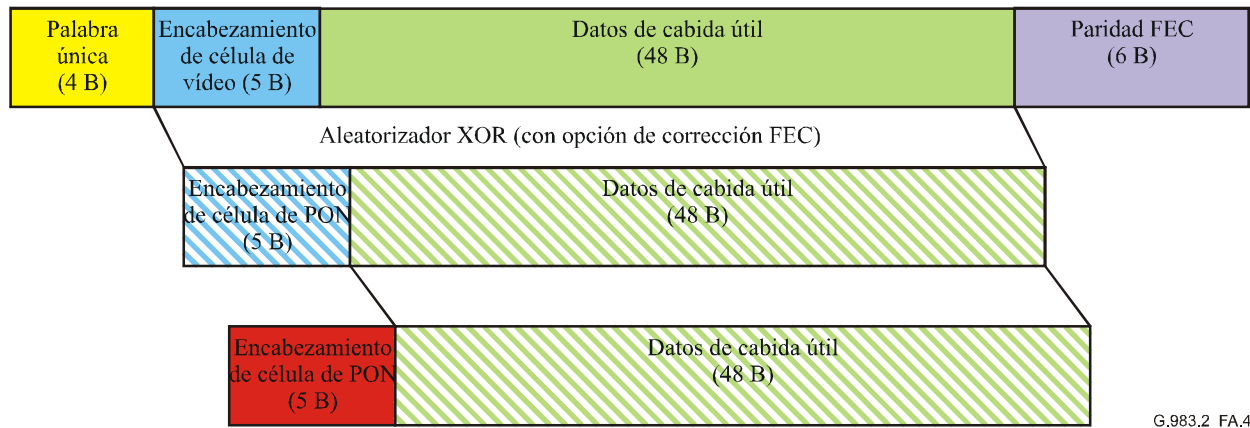 Palabra
única
(4 B)
Encabezamiento
de célula de
vídeo (5 B)
Datos de cabida útil
(48 B)
Paridad FEC
(6 B)
Aleatorizador XOR (con opción de corrección FEC)
Encabezamiento
de célula de PON
(5 B)
Datos de cabida útil
(48 B)
Encabezamiento
de célula de PON
(5 B)
Datos de cabida útil
(48 B)
G.983.2_FA.4